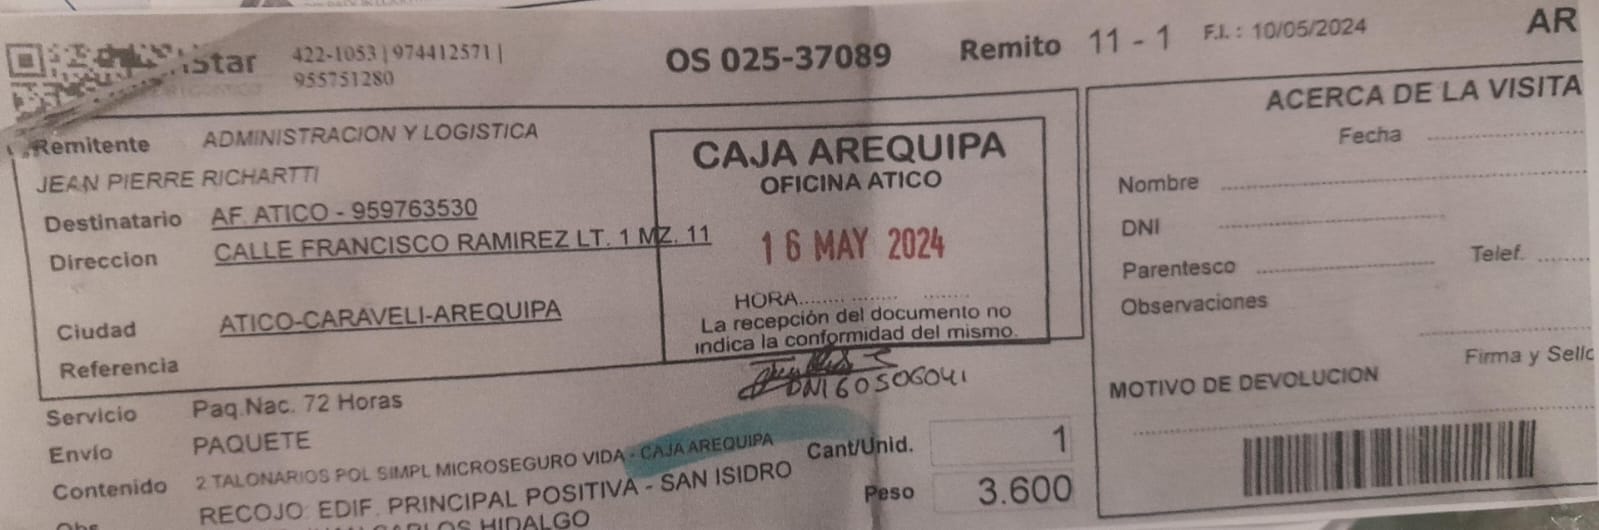 422-1053 | 974412571 |
955751280
OS 025-37089
Remito 11 - 1 F.I. : 10/05/2024
AR
Remitente ADMINISTRACION Y LOGISTICA
JEAN PIERRE RICHARTTI
Destinatario AF. ATICO - 959763530
Direccion CALLE FRANCISCO RAMIREZ LT. 1 MZ. 11
Ciudad ATICO-CARAVELI-AREQUIPA
Referencia
CAJA AREQUIPA
OFICINA ATICO
16 MAY 2024
HORA
La recepción del documento no
indica la conformidad del mismo.
DNI 60506041
ACERCA DE LA VISITA
Fecha
Nombre
DNI
Parentesco Telef.
Observaciones
Firma y Sello
MOTIVO DE DEVOLUCION
Servicio Paq.Nac. 72 Horas
Envío PAQUETE
Contenido 2 TALONARIOS POL SIMPL MICROSEGURO VIDA - CAJA AREQUIPA
Cant/Unid. 1
Peso 3.600
Obs RECOJO: EDIF. PRINCIPAL POSITIVA - SAN ISIDRO
CARLOS HIDALGO